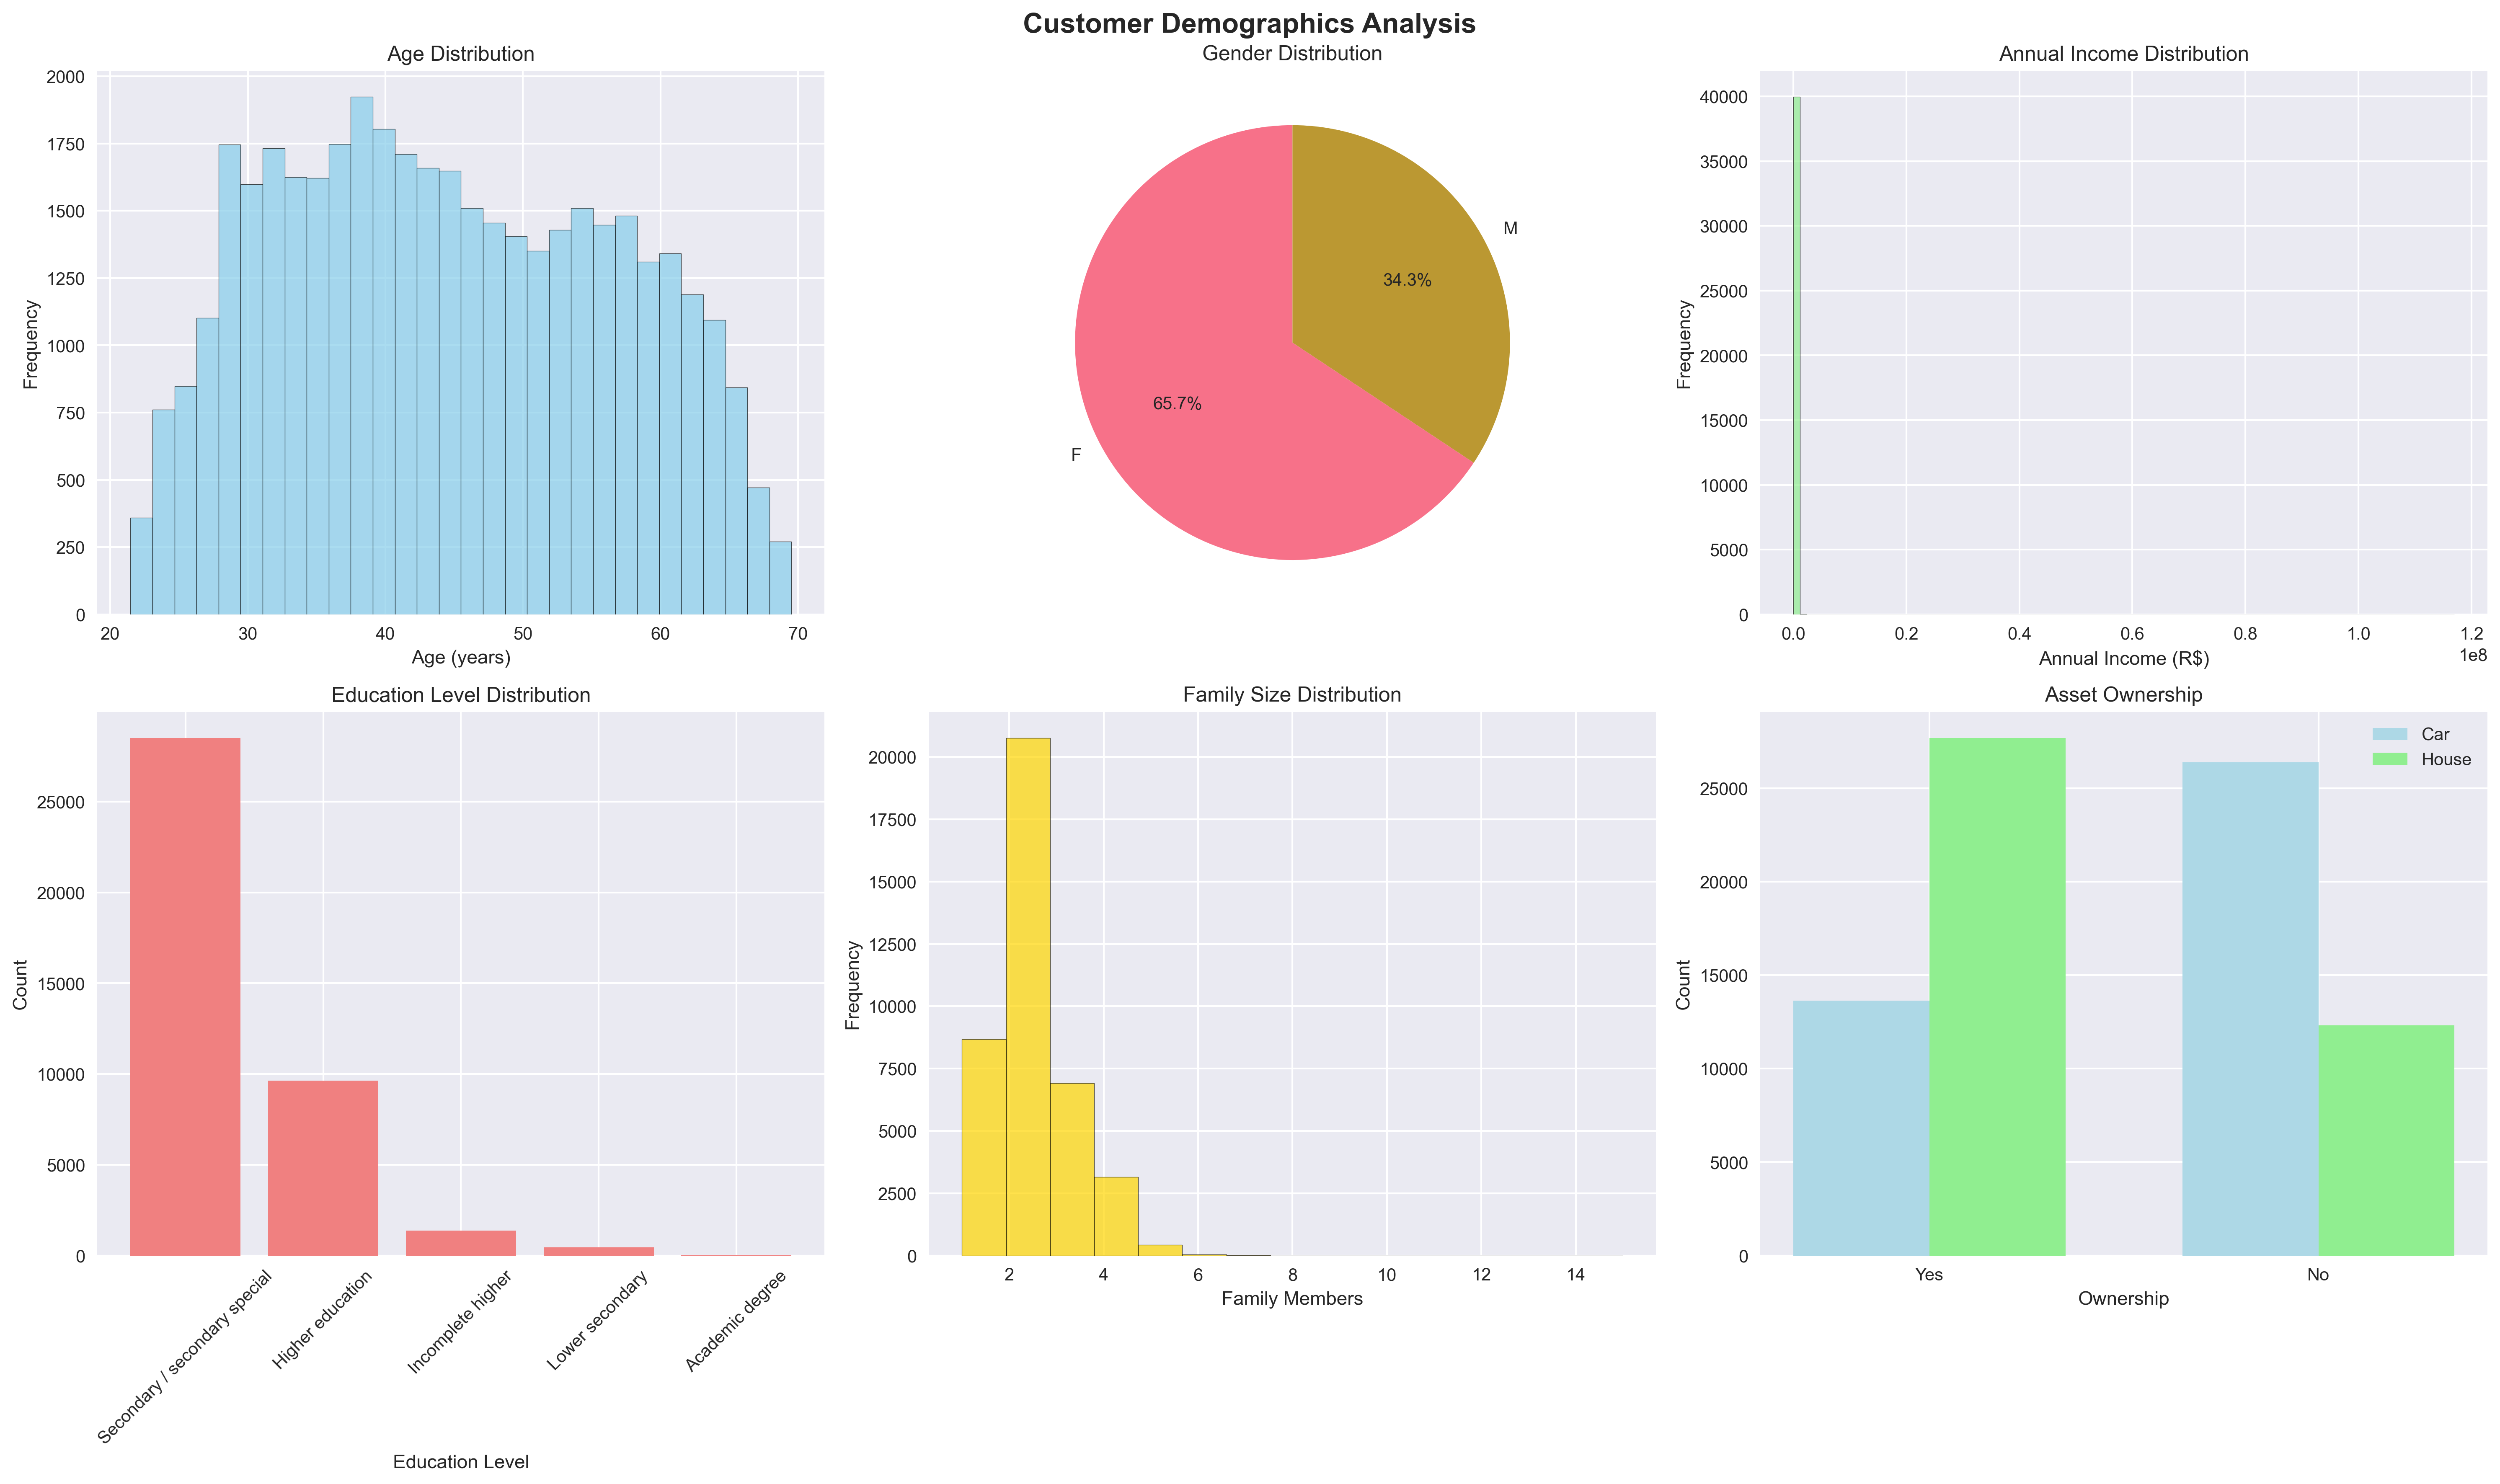 Customer Demographics Analysis
Age Distribution
2000
1750
1500
1250
1000
750
500
250
0
Frequency
20 30 40 50 60 70
Age (years)
Gender Distribution
M
34.3%
65.7%
F
Annual Income Distribution
40000
35000
30000
25000
20000
15000
10000
5000
0
Frequency
0.0 0.2 0.4 0.6 0.8 1.0 1.2
1e8
Annual Income (R$)
Education Level Distribution
25000
20000
15000
10000
5000
0
Count
Secondary / secondary special
Higher education
Incomplete higher
Lower secondary
Academic degree
Education Level
Family Size Distribution
20000
17500
15000
12500
10000
7500
5000
2500
0
Frequency
2 4 6 8 10 12 14
Family Members
Asset Ownership
Car
House
25000
20000
15000
10000
5000
0
Count
Yes No
Ownership